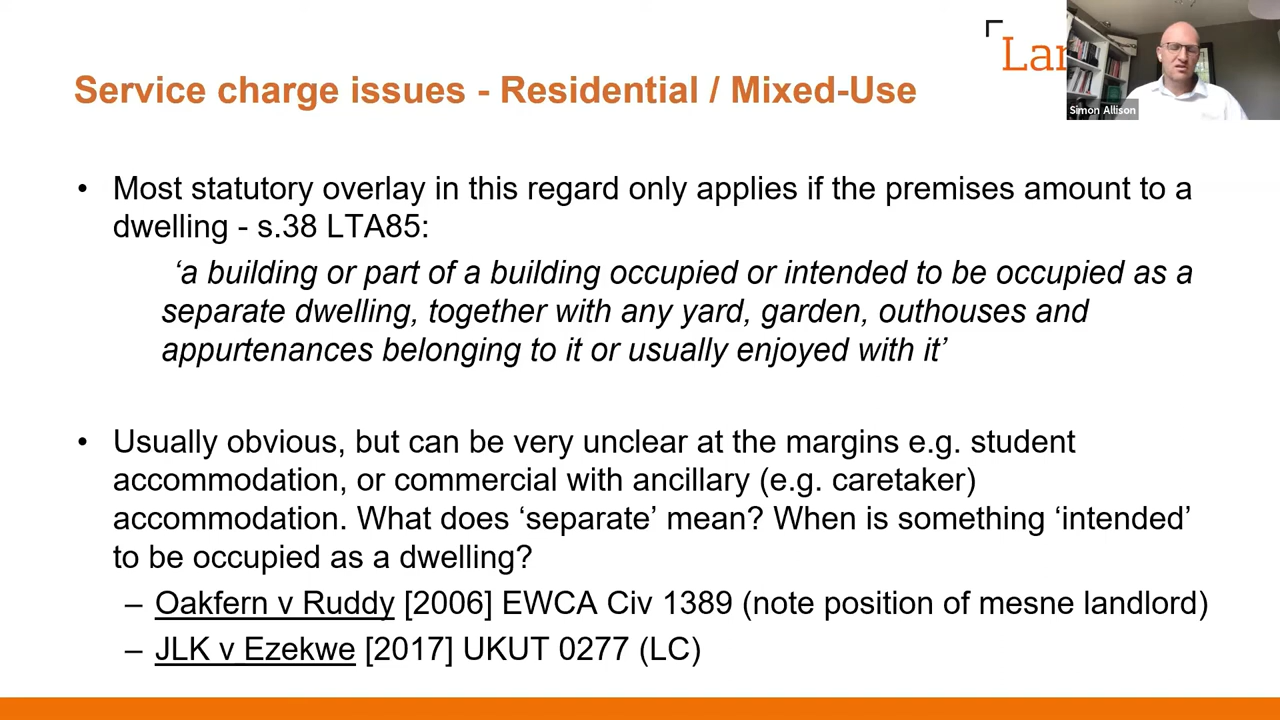 Lan
Simon Allison
Service charge issues - Residential / Mixed-Use
• Most statutory overlay in this regard only applies if the premises amount to a
dwelling - s.38 LTA85:
‘a building or part of a building occupied or intended to be occupied as a
separate dwelling, together with any yard, garden, outhouses and
appurtenances belonging to it or usually enjoyed with it’
• Usually obvious, but can be very unclear at the margins e.g. student
accommodation, or commercial with ancillary (e.g. caretaker)
accommodation. What does ‘separate’ mean? When is something ‘intended’
to be occupied as a dwelling?
– Oakfern v Ruddy [2006] EWCA Civ 1389 (note position of mesne landlord)
– JLK v Ezekwe [2017] UKUT 0277 (LC)